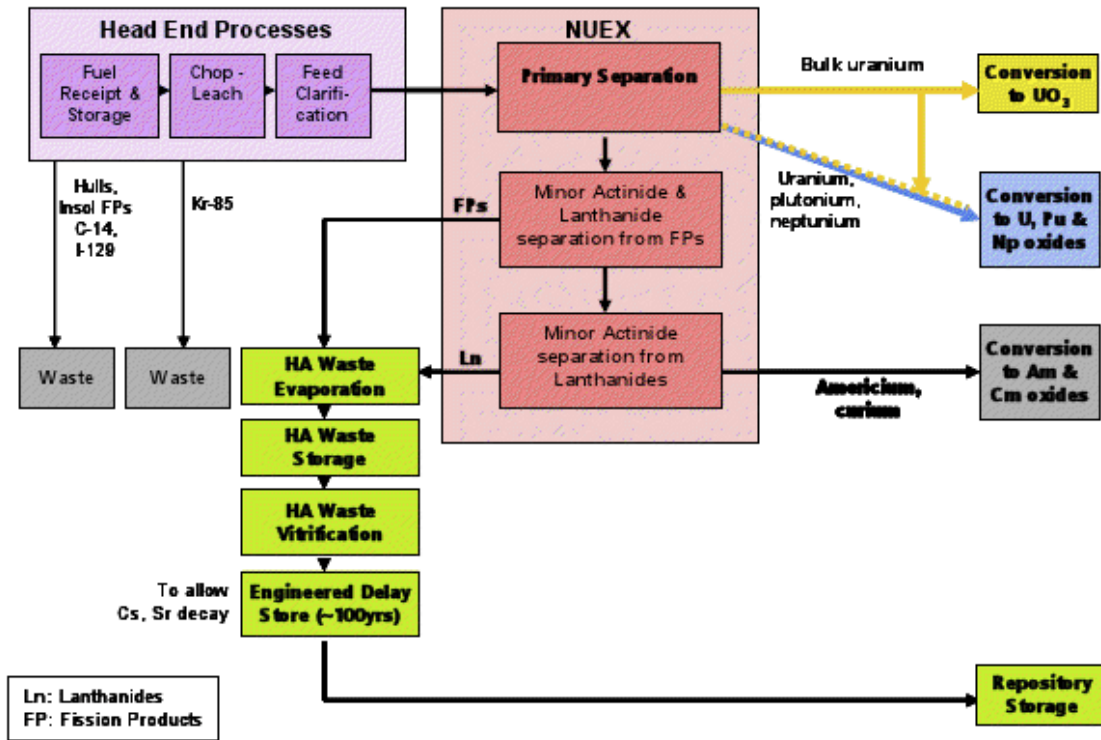 Head End Processes
Fuel
Receipt &
Storage
Chop -
Leach
Feed
Clarifi-
cation
NUEX
Primary Separation
Bulk uranium
Conversion
to UO₃
Hulls,
Insol FPs
C-14,
I-129
Kr-85
FPs
Minor Actinide &
Lanthanide
separation from FPs
Uranium,
plutonium,
neptunium
Conversion
to U, Pu &
Np oxides
Waste
Waste
HA Waste
Evaporation
Ln
Minor Actinide
separation from
Lanthanides
Americium,
curium
Conversion
to Am &
Cm oxides
HA Waste
Storage
HA Waste
Vitrification
To allow
Cs, Sr decay
Engineered Delay
Store (~100yrs)
Ln: Lanthanides
FP: Fission Products
Repository
Storage